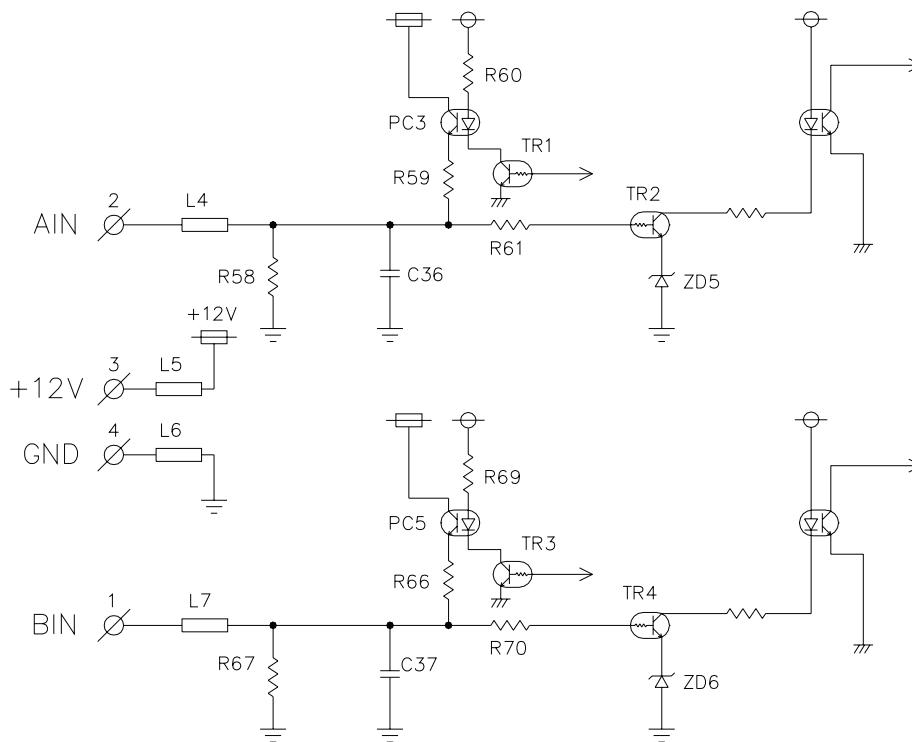 R60
PC3
TR1
R59
TR2
2
L4
AIN
R61
R58
C36
ZD5
+12V
3
L5
+12V
4
L6
GND
R69
PC5
TR3
R66
TR4
1
L7
BIN
R70
R67
C37
ZD6